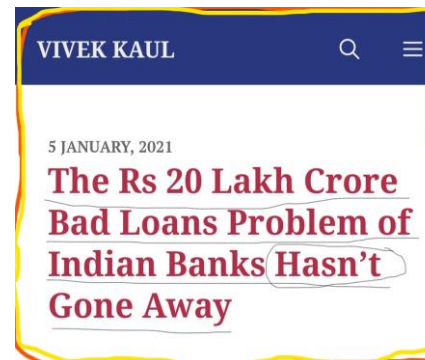 VIVEK KAUL
5 JANUARY, 2021
The Rs 20 Lakh Crore
Bad Loans Problem of
Indian Banks Hasn’t
Gone Away